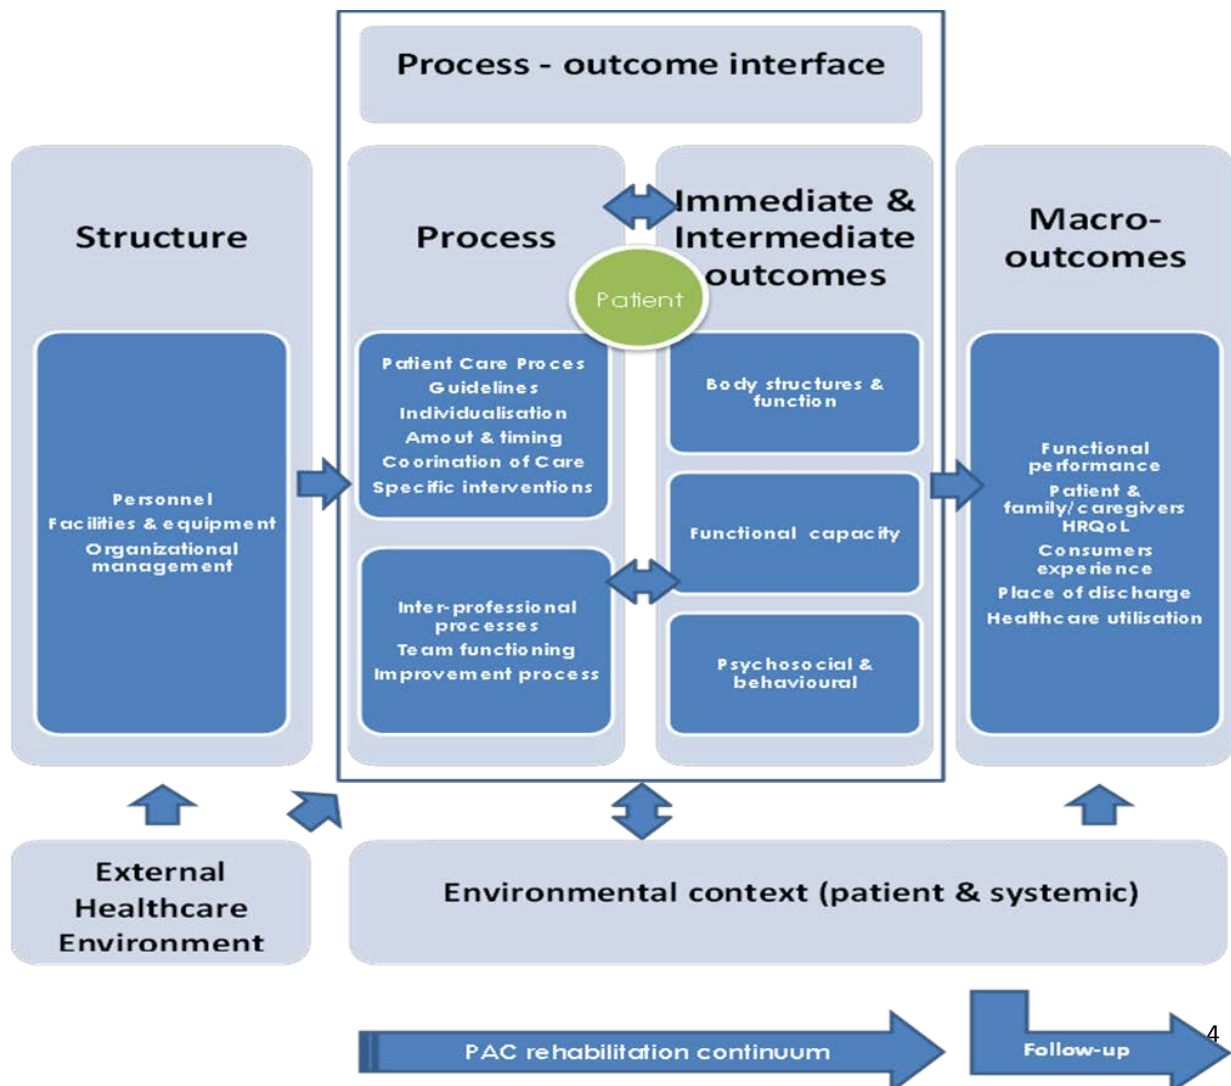 Process - outcome interface
Structure
Personnel
Facilities & equipment
Organizational
management
Process
Patient
Patient Care Proces
Guidelines
Individualisation
Amout & timing
Coorination of Care
Specific interventions
Inter-professional
processes
Team functioning
Improvement process
Immediate &
Intermediate
outcomes
Body structures &
function
Functional capacity
Psychosocial &
behavioural
Macro-
outcomes
Functional
performance
Patient &
family/caregivers
HRQoL
Consumers
experience
Place of discharge
Healthcare utilisation
External
Healthcare
Environment
Environmental context (patient & systemic)
PAC rehabilitation continuum
Follow-up
4